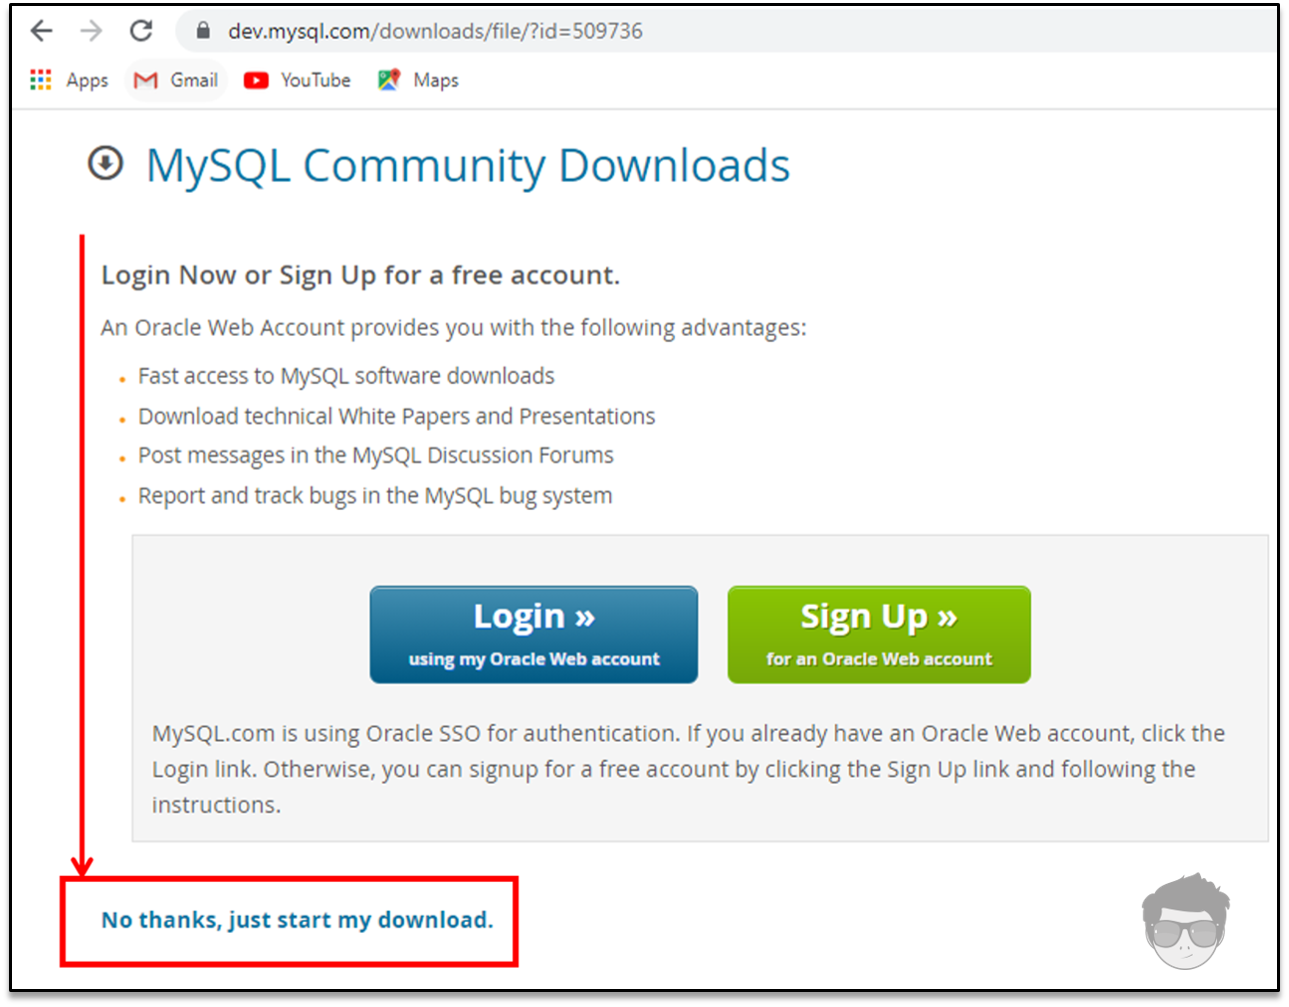 dev.mysql.com/downloads/file/?id=509736
Apps Gmail YouTube Maps
MySQL Community Downloads
Login Now or Sign Up for a free account.
An Oracle Web Account provides you with the following advantages:
Fast access to MySQL software downloads
Download technical White Papers and Presentations
Post messages in the MySQL Discussion Forums
Report and track bugs in the MySQL bug system
Login »
using my Oracle Web account
Sign Up »
for an Oracle Web account
MySQL.com is using Oracle SSO for authentication. If you already have an Oracle Web account, click the
Login link. Otherwise, you can signup for a free account by clicking the Sign Up link and following the
instructions.
No thanks, just start my download.